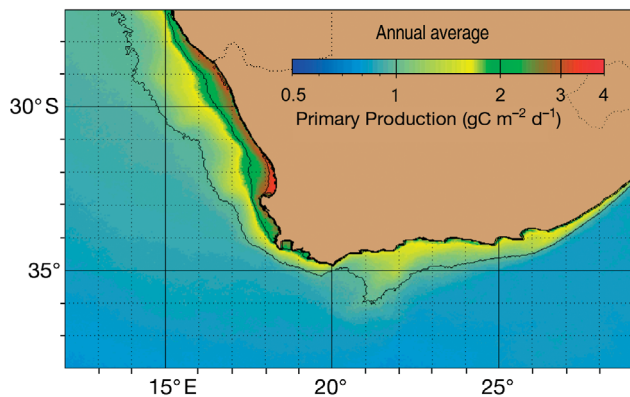 Annual average
0.5 1 2 3 4
Primary Production (gC m⁻² d⁻¹)
30° S
35°
15° E 20° 25°